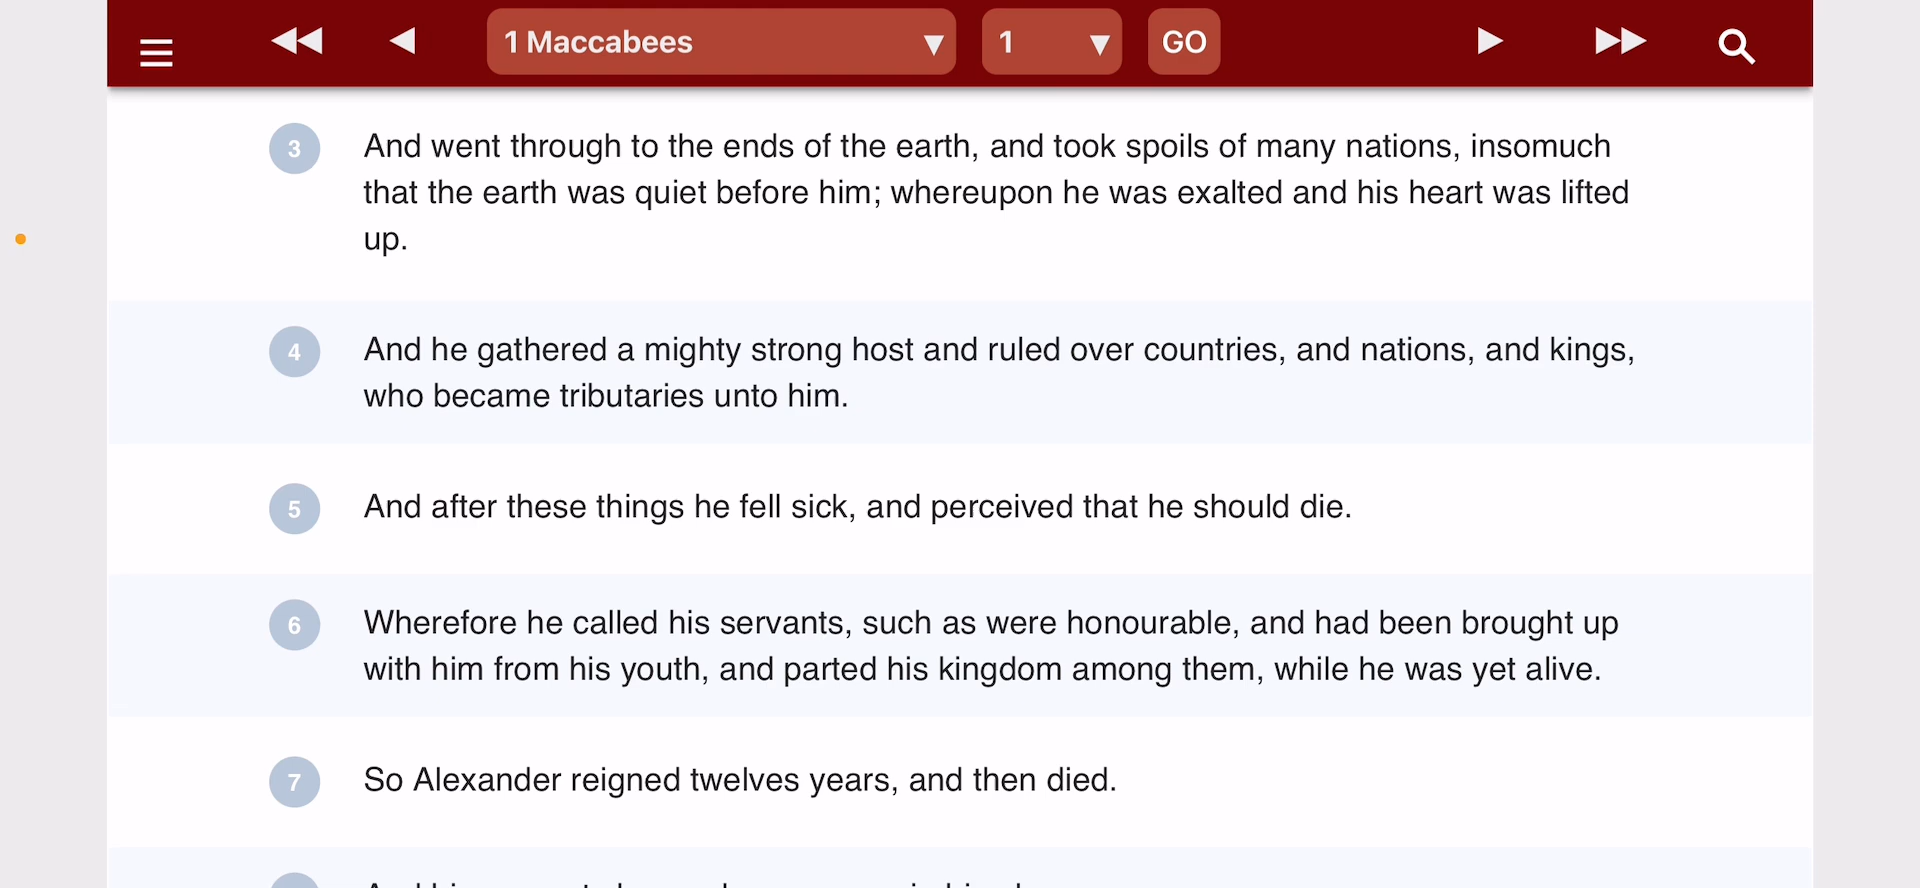 1 Maccabees
1
GO
3 And went through to the ends of the earth, and took spoils of many nations, insomuch
that the earth was quiet before him; whereupon he was exalted and his heart was lifted
up.
4 And he gathered a mighty strong host and ruled over countries, and nations, and kings,
who became tributaries unto him.
5 And after these things he fell sick, and perceived that he should die.
6 Wherefore he called his servants, such as were honourable, and had been brought up
with him from his youth, and parted his kingdom among them, while he was yet alive.
7 So Alexander reigned twelves years, and then died.